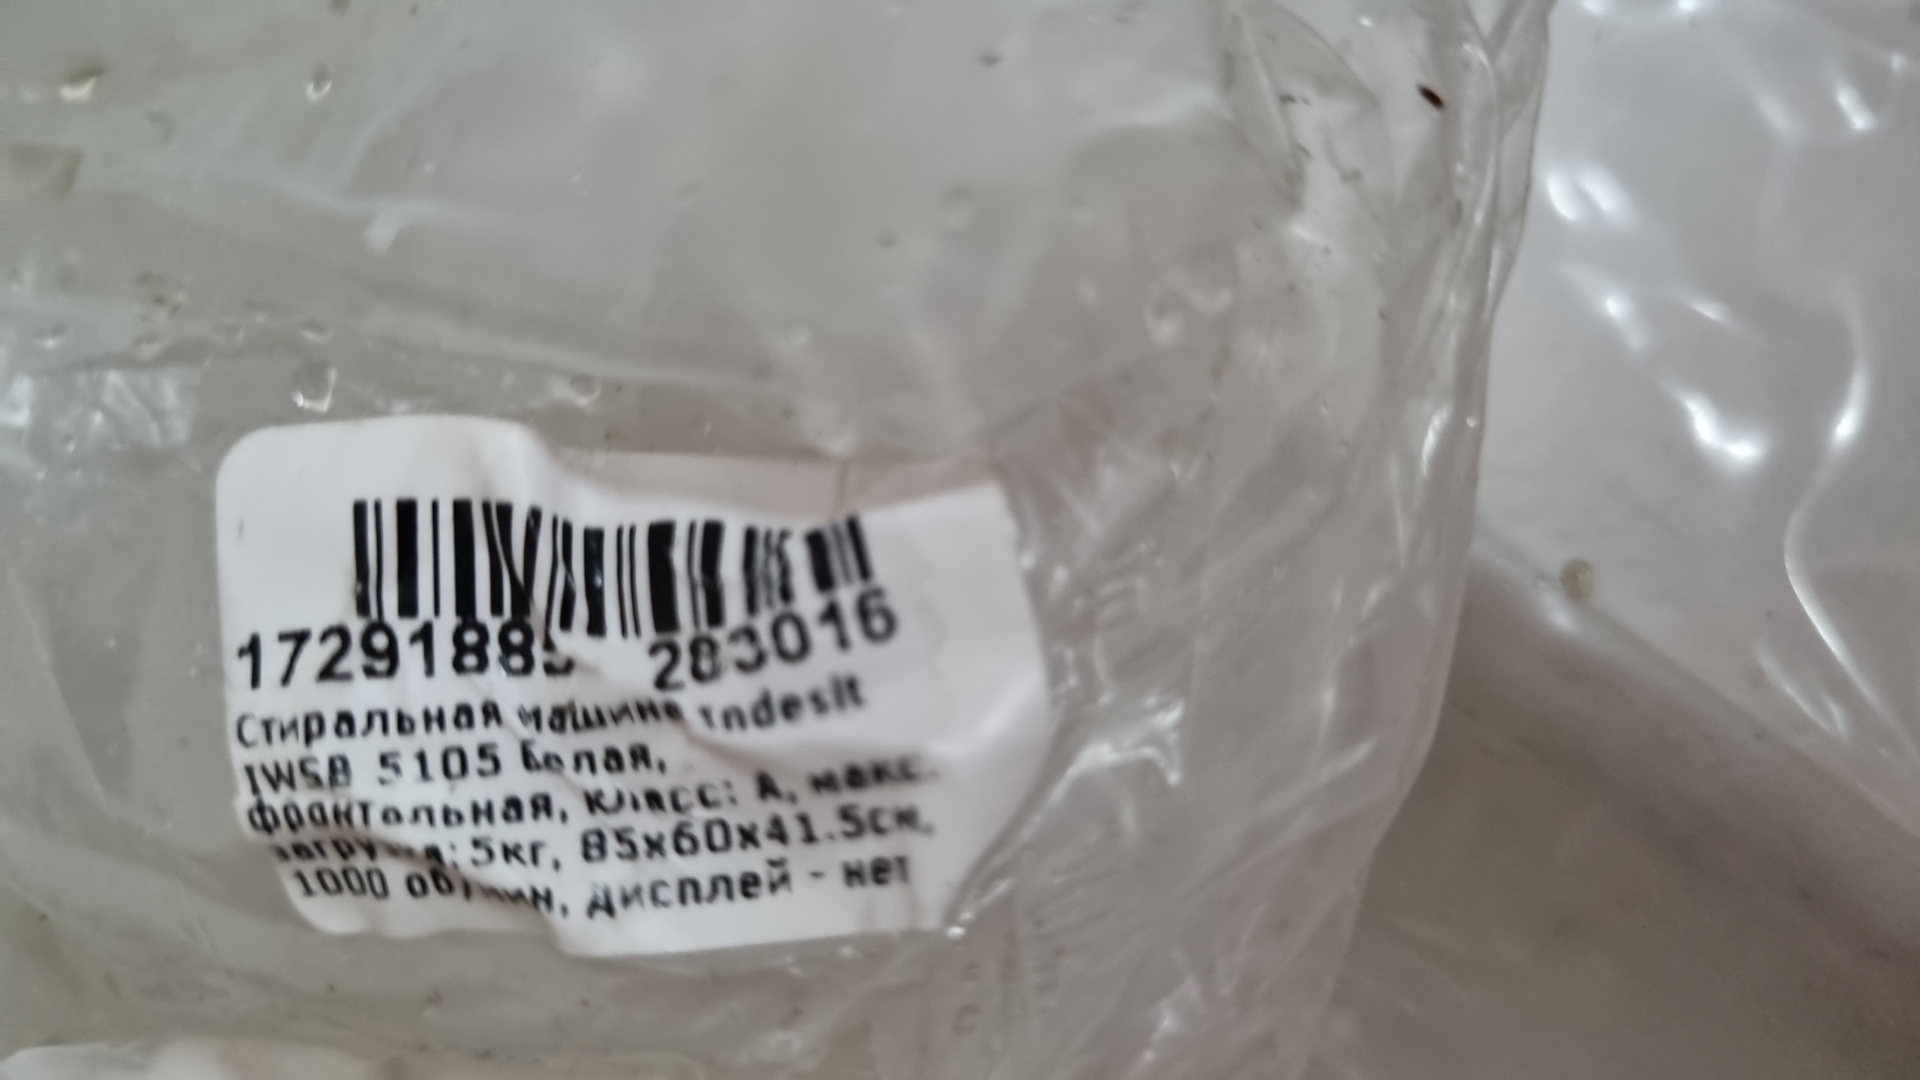 1729188 283016
Стиральная машина Indesit
IWSB 5105 белая,
фронтальная, класс: A, макс.
загрузка: 5кг, 85x60x41.5см,
1000 об/мин, дисплей - нет